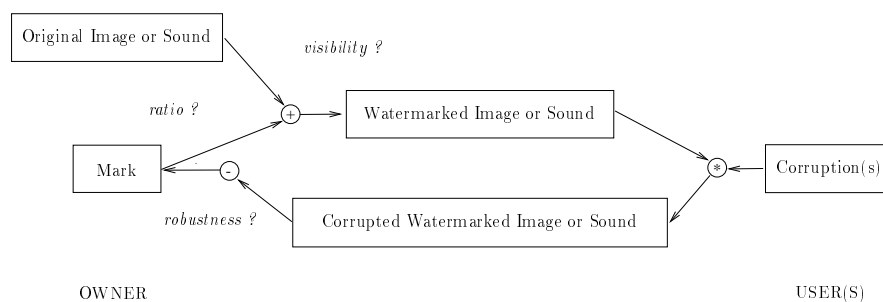 Original Image or Sound
visibility ?
ratio ?
+
Watermarked Image or Sound
Mark
-
*
Corruption(s)
robustness ?
Corrupted Watermarked Image or Sound
OWNER
USER(S)